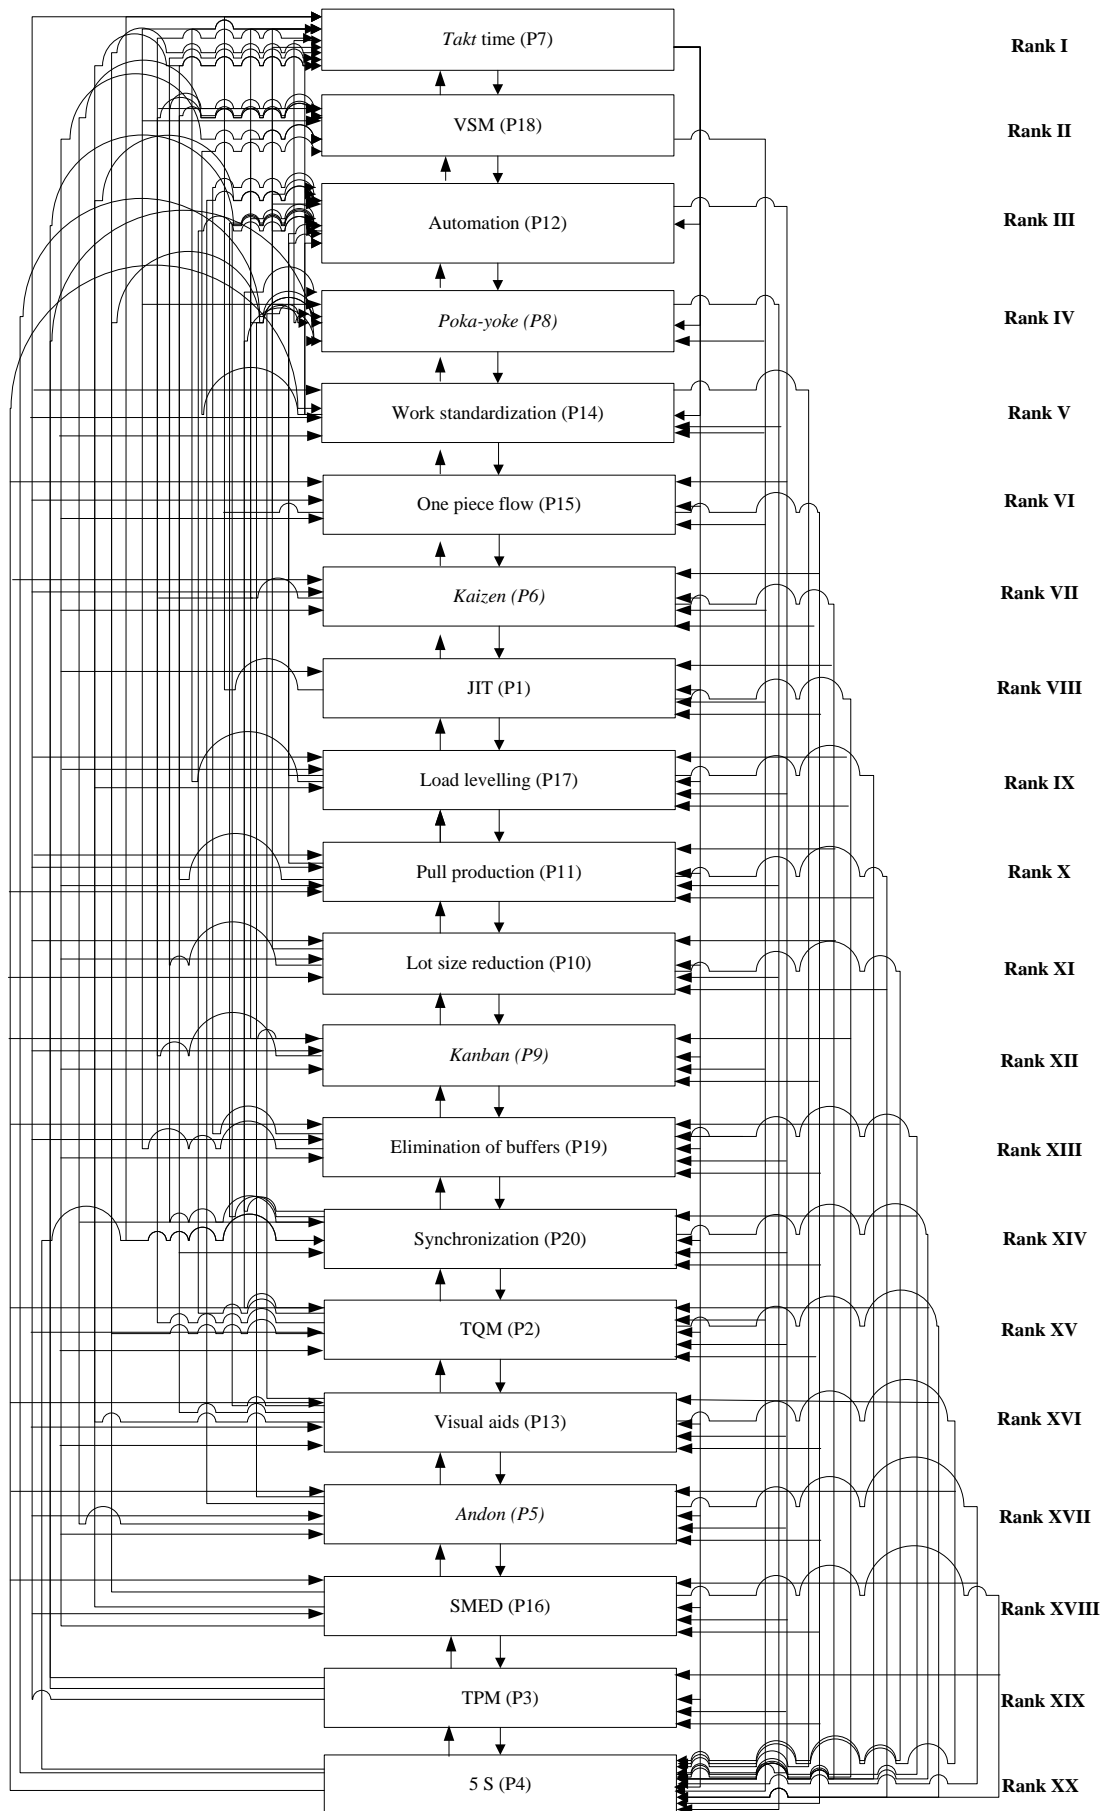 Takt time (P7) Rank I
VSM (P18) Rank II
Automation (P12) Rank III
Poka-yoke (P8) Rank IV
Work standardization (P14) Rank V
One piece flow (P15) Rank VI
Kaizen (P6) Rank VII
JIT (P1) Rank VIII
Load levelling (P17) Rank IX
Pull production (P11) Rank X
Lot size reduction (P10) Rank XI
Kanban (P9) Rank XII
Elimination of buffers (P19) Rank XIII
Synchronization (P20) Rank XIV
TQM (P2) Rank XV
Visual aids (P13) Rank XVI
Andon (P5) Rank XVII
SMED (P16) Rank XVIII
TPM (P3) Rank XIX
5 S (P4) Rank XX